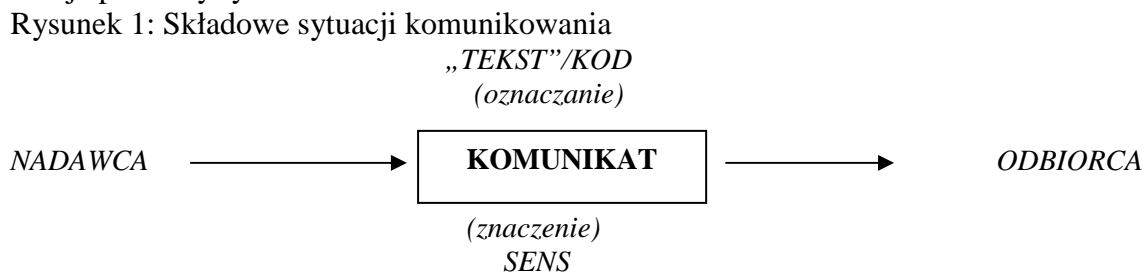 Rysunek 1: Składowe sytuacji komunikowania
„TEKST”/KOD
(oznaczanie)
NADAWCA KOMUNIKAT ODBIORCA
(znaczenie)
SENS